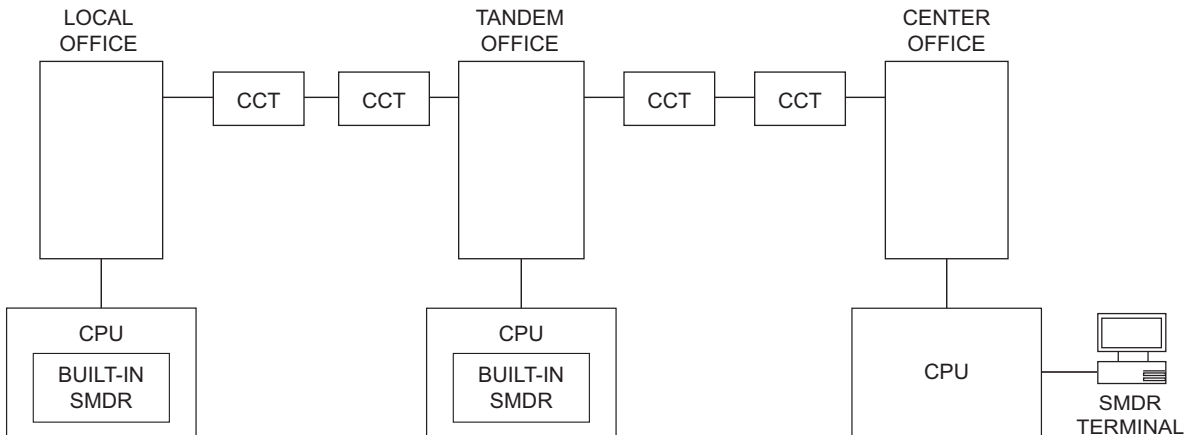 LOCAL
OFFICE
TANDEM
OFFICE
CENTER
OFFICE
CCT
CCT
CCT
CCT
CPU
BUILT-IN
SMDR
CPU
BUILT-IN
SMDR
CPU
SMDR
TERMINAL